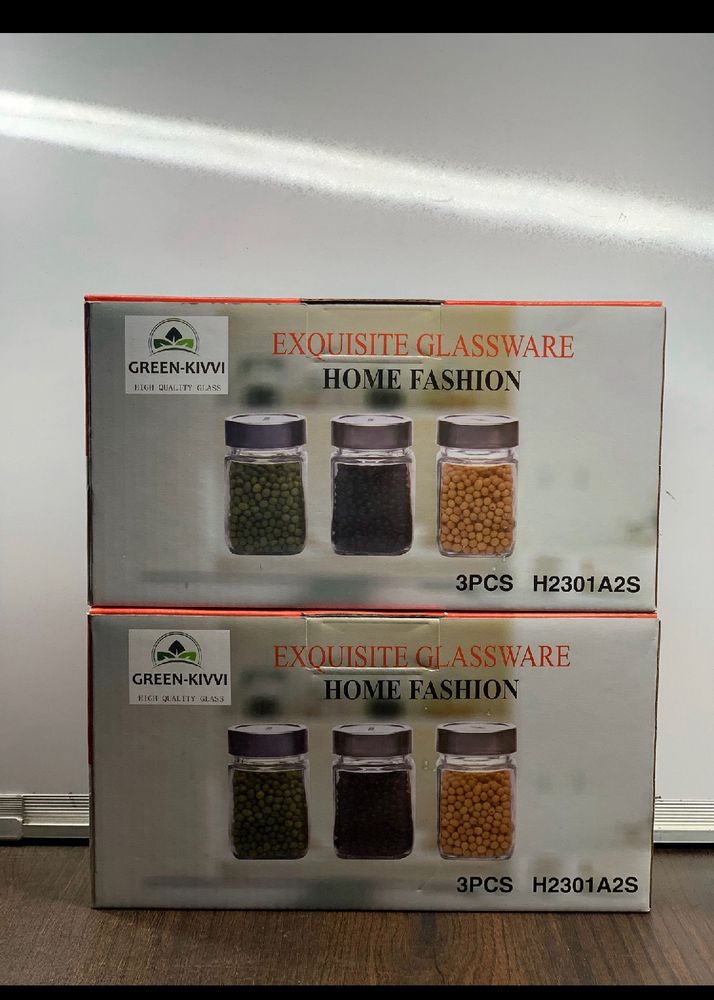 GREEN-KIVVI
HIGH QUALITY GLASS
EXQUISITE GLASSWARE
HOME FASHION
3PCS H2301A2S
GREEN-KIVVI
HIGH QUALITY GLASS
EXQUISITE GLASSWARE
HOME FASHION
3PCS H2301A2S